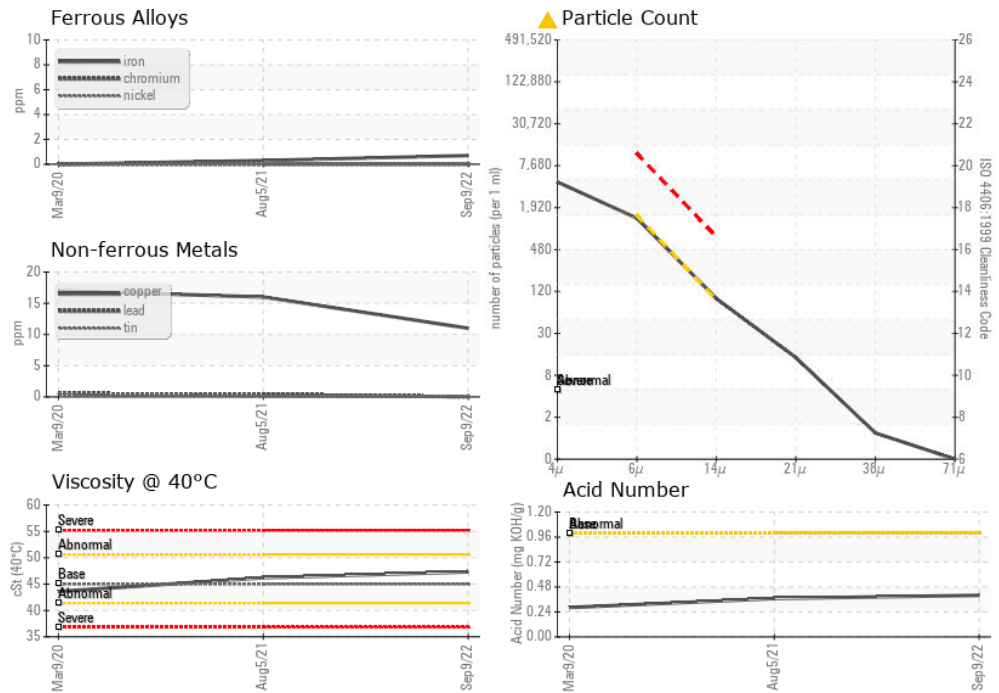 Ferrous Alloys
10
8
6
4
2
0
ppm
iron
chromium
nickel
Mar9/20
Aug5/21
Sep9/22
Non-ferrous Metals
20
15
10
5
0
ppm
copper
lead
tin
Mar9/20
Aug5/21
Sep9/22
Viscosity @ 40°C
60
55
50
45
40
35
cSt (40°C)
Severe
Abnormal
Base
Abnormal
Severe
Mar9/20
Aug5/21
Sep9/22
Particle Count
491,520
122,880
30,720
7,680
1,920
480
120
30
8
2
0
number of particles (per 1 ml)
26
24
22
20
18
16
14
12
10
8
6
ISO 4406:1999 Cleanliness Code
Abnormal
4µ
6µ
14µ
21µ
38µ
71µ
Acid Number
1.20
0.96
0.72
0.48
0.24
0.00
Acid Number (mg KOH/g)
Abnormal
Mar9/20
Aug5/21
Sep9/22